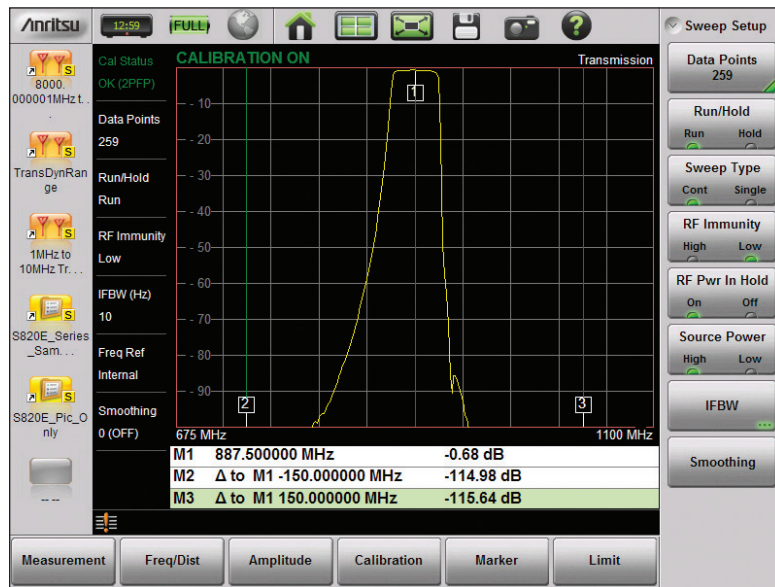 Anritsu
12:59
FULL
?
Sweep Setup
8000.
000001MHz t. .
.
TransDynRan
ge
1MHz to
10MHz Tr. . .
S820E_Series
_Sam. . .
S820E_Pic_O
nly
-- --
S
S
S
S
S
Cal Status
OK (2PFP)
Data Points
259
Run/Hold
Run
RF Immunity
Low
IFBW (Hz)
10
Freq Ref
Internal
Smoothing
0 (OFF)
CALIBRATION ON
Transmission
- 10
- 20
- 30
- 40
- 50
- 60
- 70
- 80
- 90
1
2
3
675 MHz
1100 MHz
M1 887.500000 MHz -0.68 dB
M2 Δ to M1 -150.000000 MHz -114.98 dB
M3 Δ to M1 150.000000 MHz -115.64 dB
Data Points
259
Run/Hold
Run Hold
Sweep Type
Cont Single
RF Immunity
High Low
RF Pwr In Hold
On Off
Source Power
High Low
IFBW
Smoothing
Measurement
Freq/Dist
Amplitude
Calibration
Marker
Limit